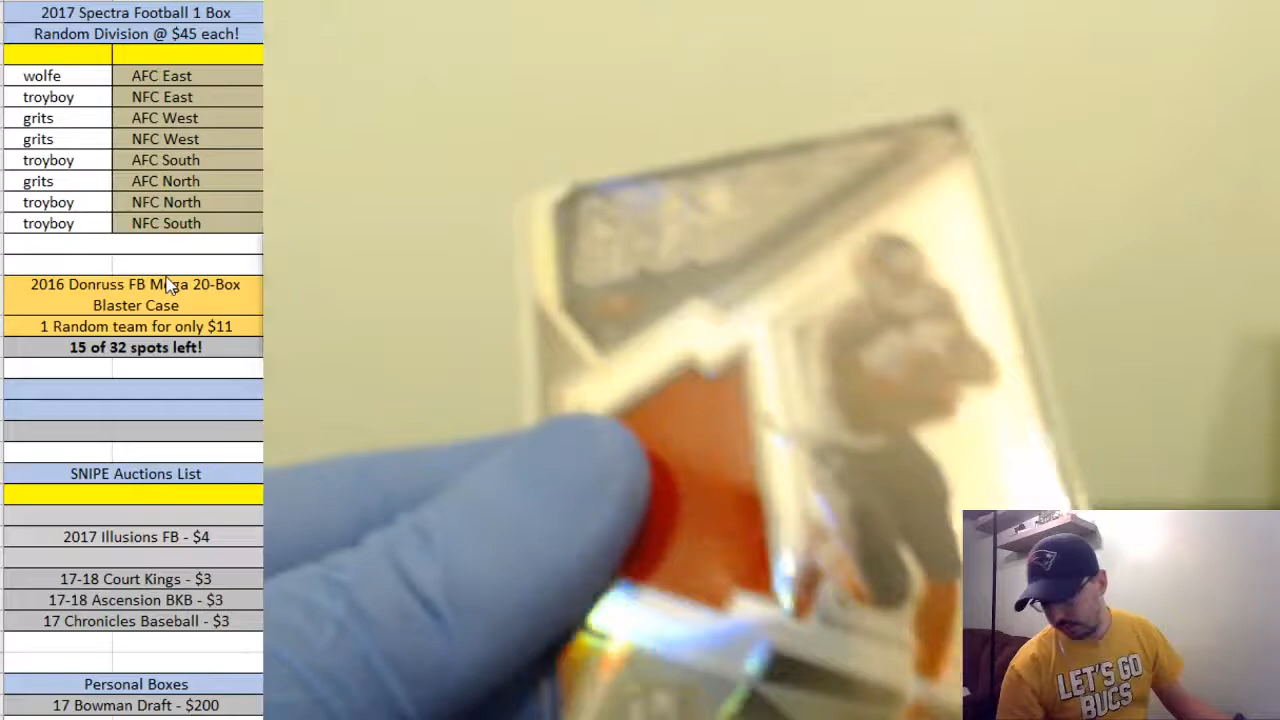 2017 Spectra Football 1 Box
Random Division @ $45 each!
wolfe AFC East
troyboy NFC East
grits AFC West
grits NFC West
troyboy AFC South
grits AFC North
troyboy NFC North
troyboy NFC South
2016 Donruss FB Mega 20-Box
Blaster Case
1 Random team for only $11
15 of 32 spots left!
SNIPE Auctions List
2017 Illusions FB - $4
17-18 Court Kings - $3
17-18 Ascension BKB - $3
17 Chronicles Baseball - $3
Personal Boxes
17 Bowman Draft - $200
LET'S GO
BUCS